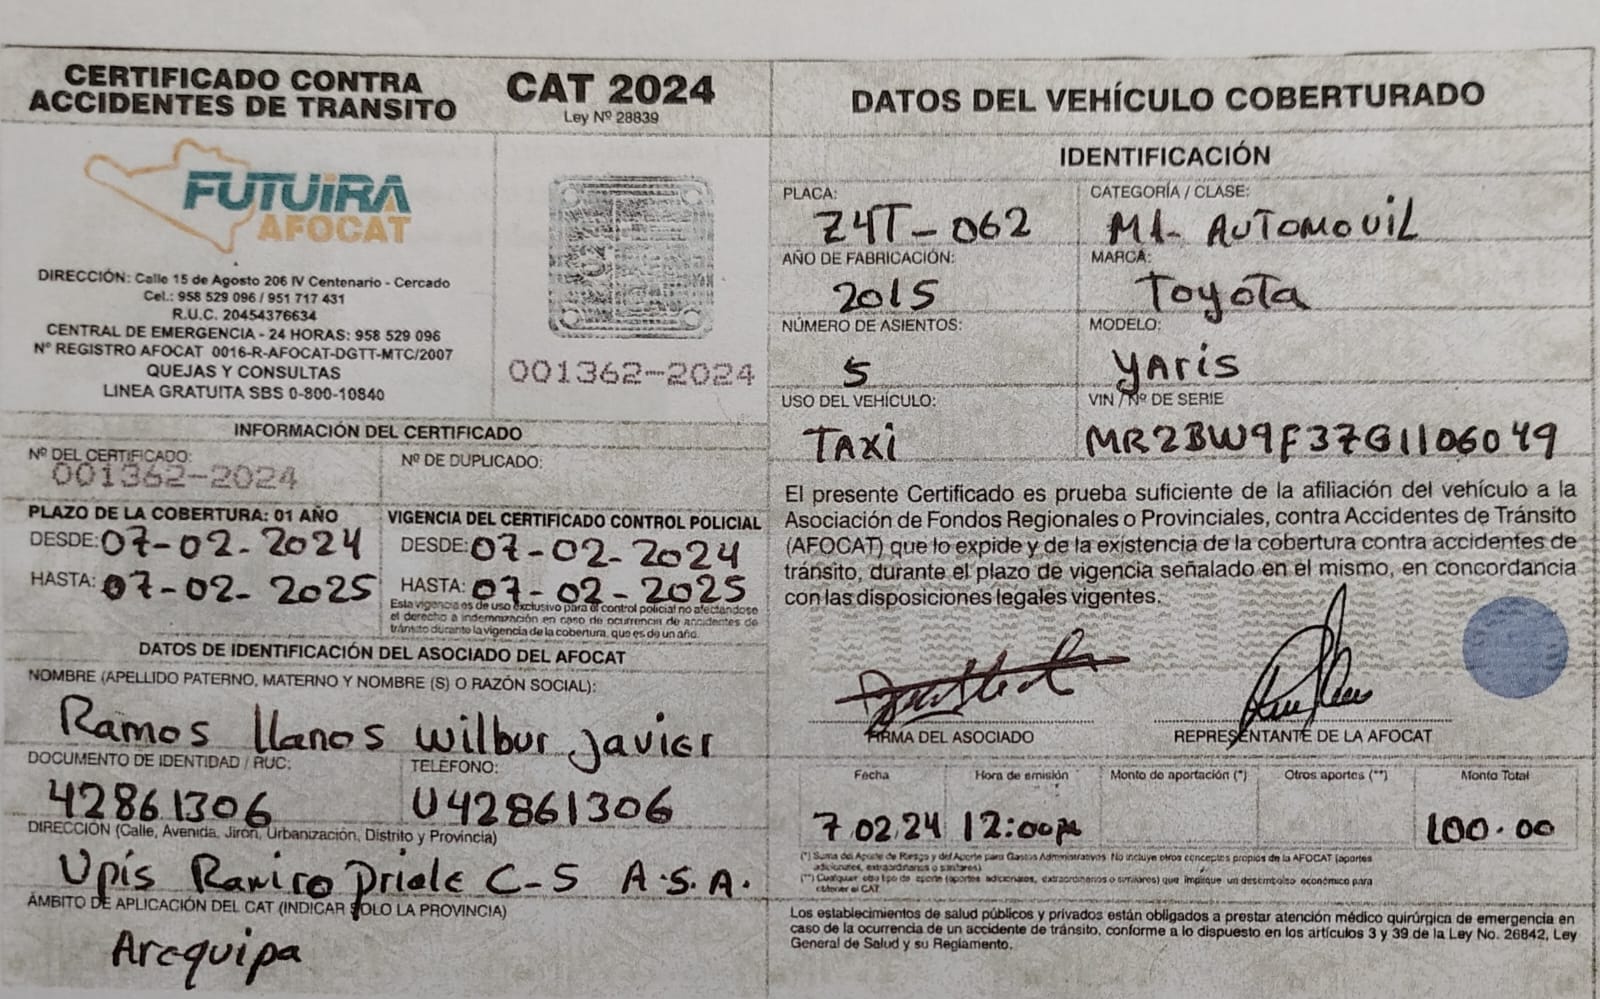 CERTIFICADO CONTRA
ACCIDENTES DE TRANSITO
CAT 2024
Ley Nº 28839
FUTUiRA
AFOCAT
DIRECCIÓN: Calle 15 de Agosto 206 IV Centenario - Cercado
Cel.: 958 529 096 / 951 717 431
R.U.C. 20454376634
CENTRAL DE EMERGENCIA - 24 HORAS: 958 529 096
Nº REGISTRO AFOCAT 0016-R-AFOCAT-DGTT-MTC/2007
QUEJAS Y CONSULTAS
LINEA GRATUITA SBS 0-800-10840
001362-2024
INFORMACIÓN DEL CERTIFICADO
Nº DEL CERTIFICADO:
001362-2024
Nº DE DUPLICADO:
PLAZO DE LA COBERTURA: 01 AÑO
DESDE: 07-02-2024
HASTA: 07-02-2025
VIGENCIA DEL CERTIFICADO CONTROL POLICIAL
DESDE: 07-02-2024
HASTA: 07-02-2025
Esta vigencia es de uso exclusivo para el control policial no afectandose
el derecho a indemnización en caso de ocurrencia de accidentes de
tránsito durante la vigencia de la cobertura, que es de un año.
DATOS DE IDENTIFICACIÓN DEL ASOCIADO DEL AFOCAT
NOMBRE (APELLIDO PATERNO, MATERNO Y NOMBRE (S) O RAZÓN SOCIAL):
Ramos llanos Wilbur Javier
DOCUMENTO DE IDENTIDAD / RUC:
42861306
TELÉFONO:
U42861306
DIRECCIÓN (Calle, Avenida, Jirón, Urbanización, Distrito y Provincia)
Upis Ramiro Priale C-5 A.S.A.
ÁMBITO DE APLICACIÓN DEL CAT (INDICAR SOLO LA PROVINCIA)
Arequipa
DATOS DEL VEHÍCULO COBERTURADO
IDENTIFICACIÓN
PLACA:
Z4T-062
CATEGORÍA / CLASE:
M1- AUTOMOVIL
AÑO DE FABRICACIÓN:
2015
MARCA:
Toyota
NÚMERO DE ASIENTOS:
5
MODELO:
YAris
USO DEL VEHÍCULO:
TAXi
VIN / Nº DE SERIE
MR2BW9F37G1106049
El presente Certificado es prueba suficiente de la afiliación del vehículo a la
Asociación de Fondos Regionales o Provinciales, contra Accidentes de Tránsito
(AFOCAT) que lo expide y de la existencia de la cobertura contra accidentes de
tránsito, durante el plazo de vigencia señalado en el mismo, en concordancia
con las disposiciones legales vigentes.
FIRMA DEL ASOCIADO
REPRESENTANTE DE LA AFOCAT
Fecha
7.02.24
Hora de emisión
12:00
Monto de aportación (*)
Otros aportes (**)
Monto Total
100.00
(*) Suma del Aporte de Riesgo y del Aporte para Gastos Administrativos. No incluye otros conceptos propios de la AFOCAT (aportes
adicionales, extraordinarios o similares)
(**) Cualquier otro tipo de aporte (aportes adicionales, extraordinarios o similares) que implique un desembolso económico para
obtener el CAT
Los establecimientos de salud públicos y privados están obligados a prestar atención médico quirúrgica de emergencia en
caso de la ocurrencia de un accidente de tránsito, conforme a lo dispuesto en los artículos 3 y 39 de la Ley No. 26842, Ley
General de Salud y su Reglamento.